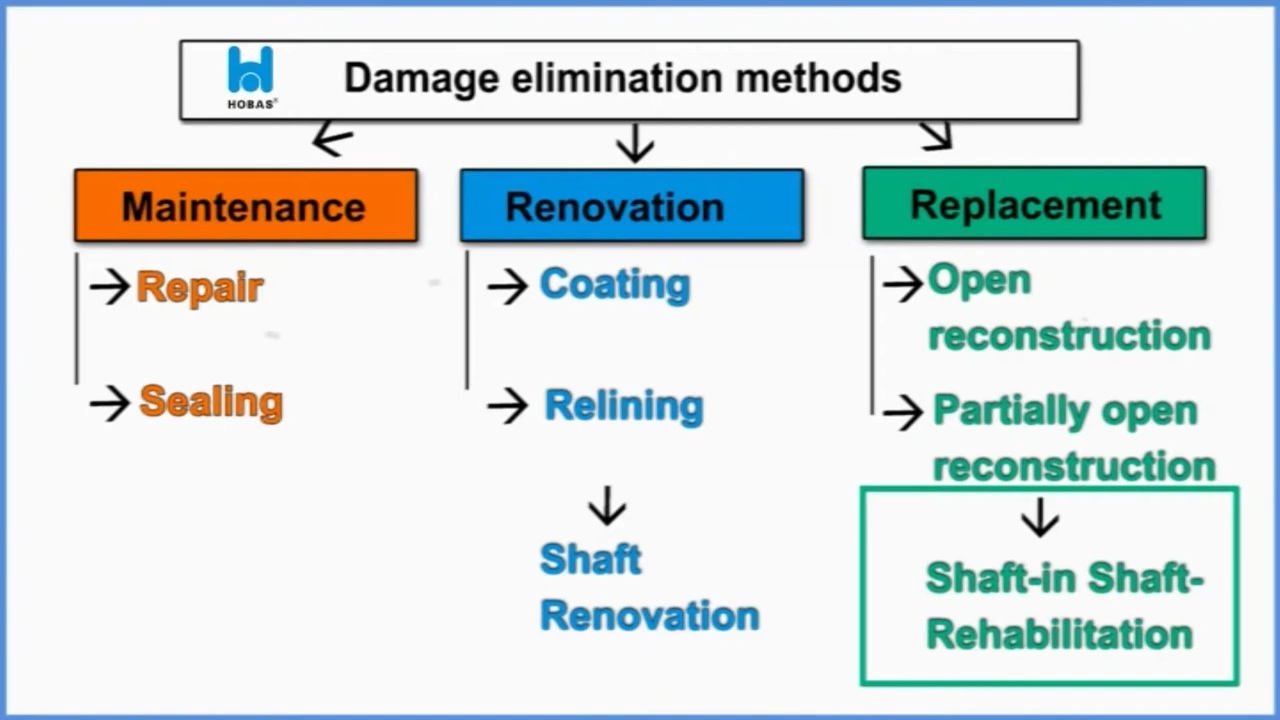 HOBAS®
Damage elimination methods
Maintenance
Repair
Sealing
Renovation
Coating
Relining
Shaft
Renovation
Replacement
Open
reconstruction
Partially open
reconstruction
Shaft-in Shaft-
Rehabilitation